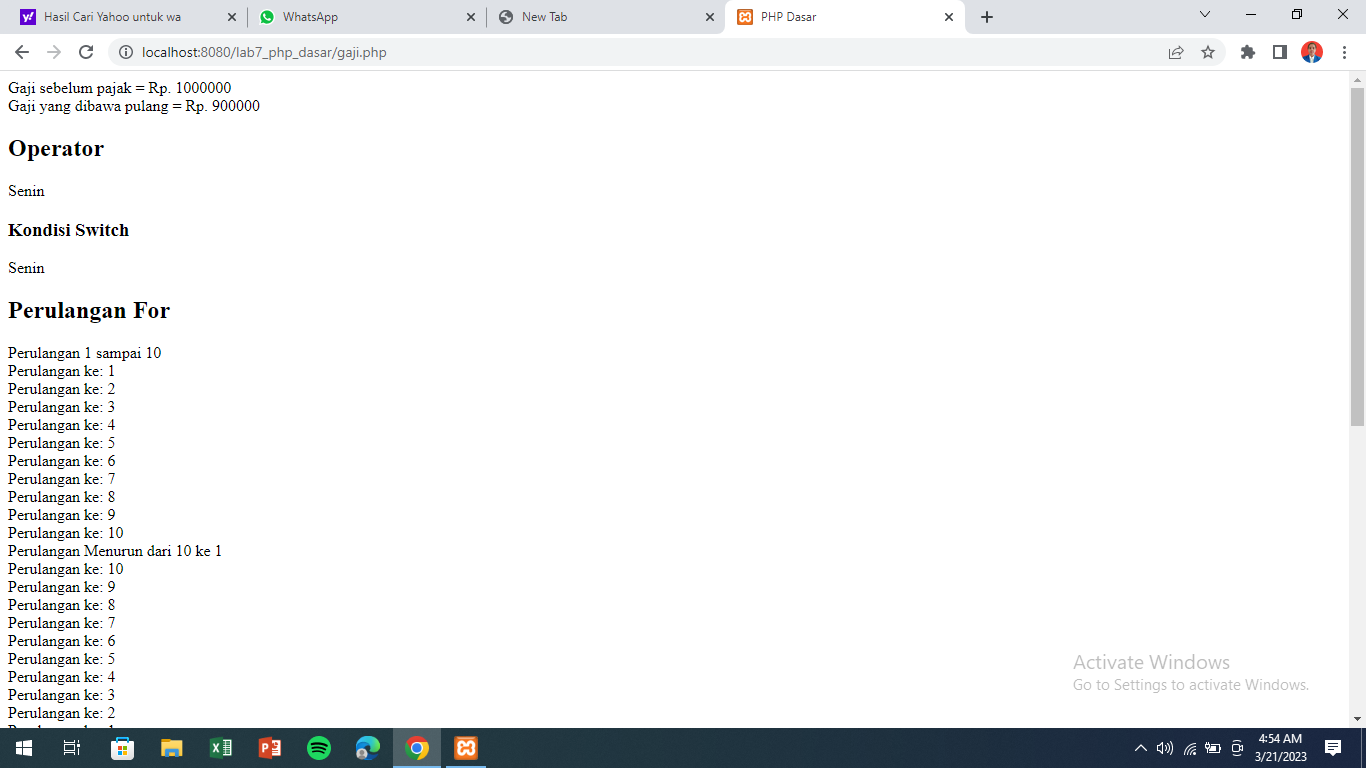 Hasil Cari Yahoo untuk wa
WhatsApp
New Tab
PHP Dasar
localhost:8080/lab7_php_dasar/gaji.php
Gaji sebelum pajak = Rp. 1000000
Gaji yang dibawa pulang = Rp. 900000
Operator
Senin
Kondisi Switch
Senin
Perulangan For
Perulangan 1 sampai 10
Perulangan ke: 1
Perulangan ke: 2
Perulangan ke: 3
Perulangan ke: 4
Perulangan ke: 5
Perulangan ke: 6
Perulangan ke: 7
Perulangan ke: 8
Perulangan ke: 9
Perulangan ke: 10
Perulangan Menurun dari 10 ke 1
Perulangan ke: 10
Perulangan ke: 9
Perulangan ke: 8
Perulangan ke: 7
Perulangan ke: 6
Perulangan ke: 5
Perulangan ke: 4
Perulangan ke: 3
Perulangan ke: 2
Activate Windows
Go to Settings to activate Windows.
4:54 AM
3/21/2023